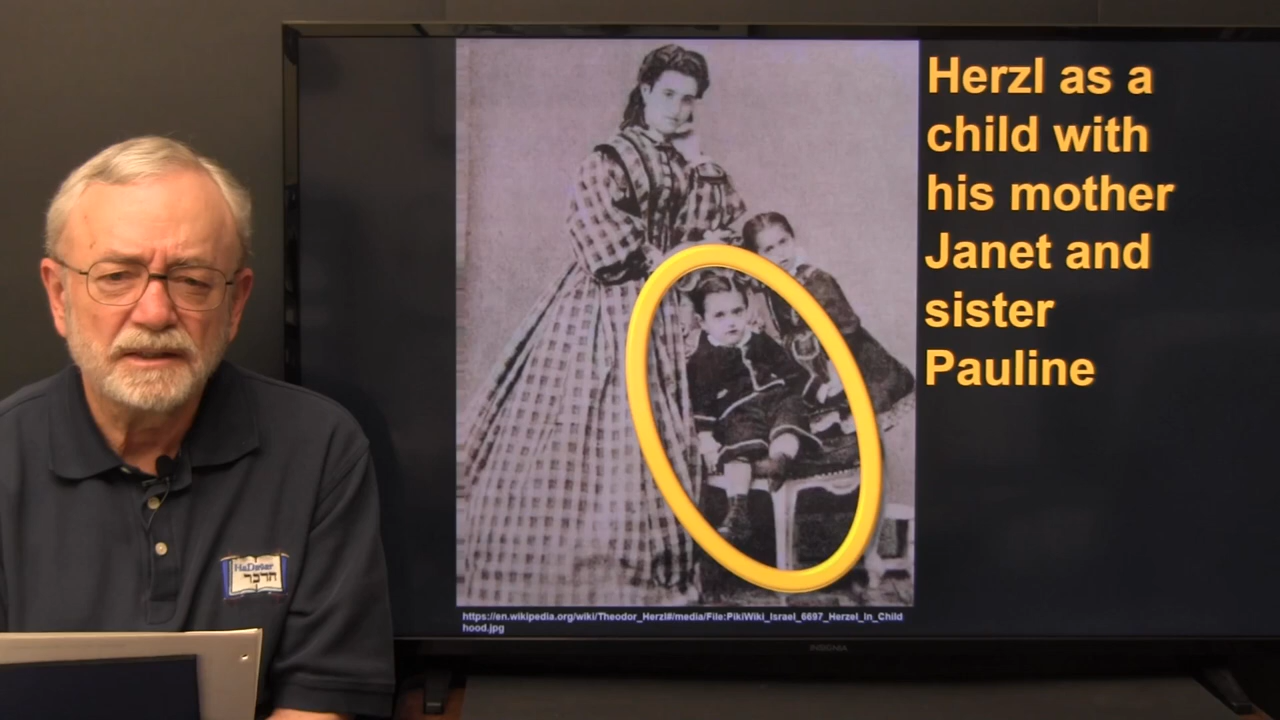 Herzl as a
child with
his mother
Janet and
sister
Pauline
https://en.wikipedia.org/wiki/Theodor_Herzl#/media/File:PikiWiki_Israel_6697_Herzel_In_Child
hood.jpg
HaDavar
הדבר
INSIGNIA